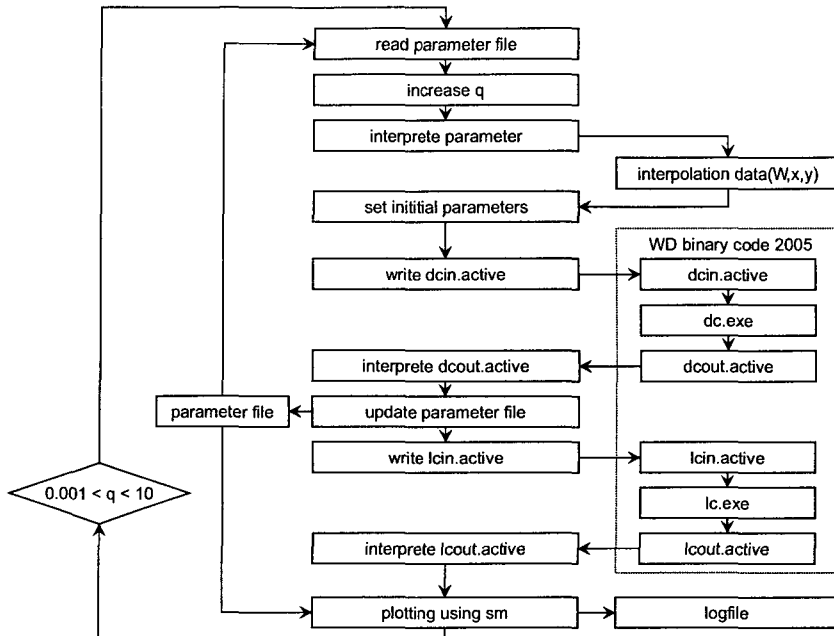 read parameter file
increase q
interprete parameter
interpolation data(W,x,y)
set inititial parameters
WD binary code 2005
write dcin.active
dcin.active
dc.exe
interprete dcout.active
dcout.active
parameter file
update parameter file
write lcin.active
lcin.active
0.001 < q < 10
lc.exe
interprete lcout.active
lcout.active
plotting using sm
logfile